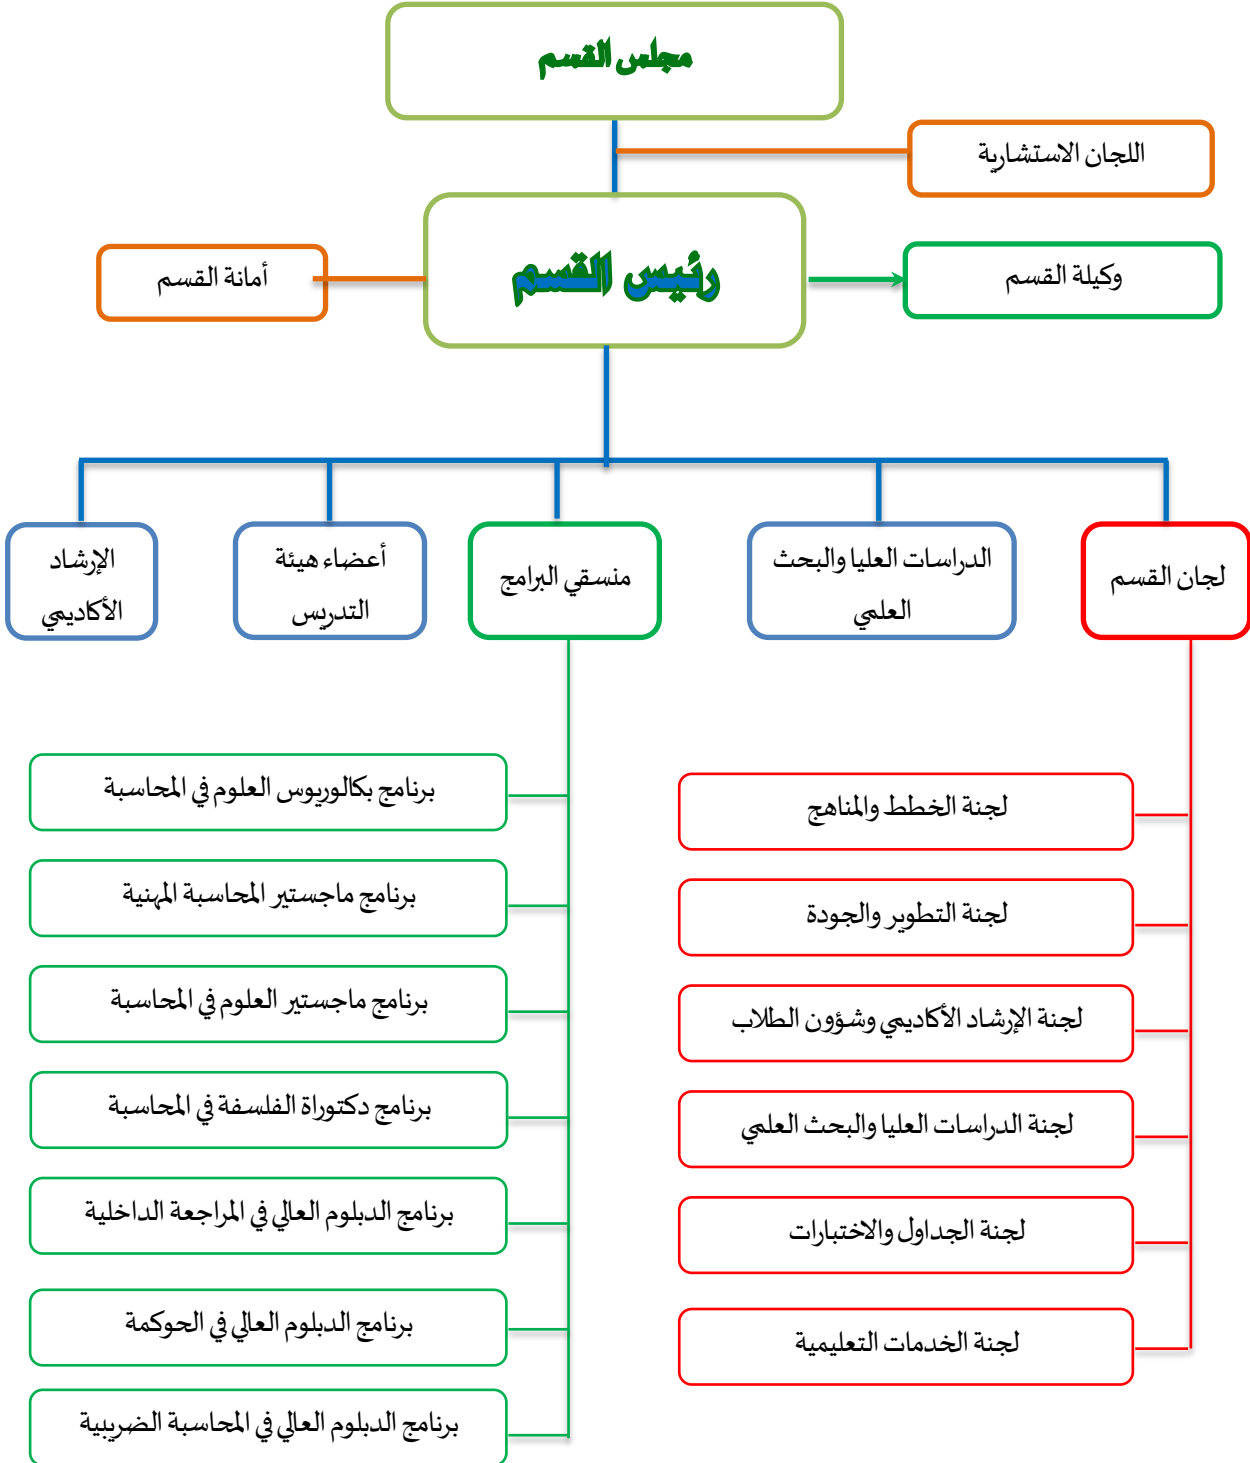 مجلس القسم
اللجان الاستشارية
رئيس القسم
وكيلة القسم
أمانة القسم
لجان القسم
الدراسات العليا والبحث
العلمي
منسقي البرامج
أعضاء هيئة
التدريس
الإرشاد
الأكاديمي
لجنة الخطط والمناهج
لجنة التطوير والجودة
لجنة الإرشاد الأكاديمي وشؤون الطلاب
لجنة الدراسات العليا والبحث العلمي
لجنة الجداول والاختبارات
لجنة الخدمات التعليمية
برنامج بكالوريوس العلوم في المحاسبة
برنامج ماجستير المحاسبة المهنية
برنامج ماجستير العلوم في المحاسبة
برنامج دكتوراة الفلسفة في المحاسبة
برنامج الدبلوم العالي في المراجعة الداخلية
برنامج الدبلوم العالي في الحوكمة
برنامج الدبلوم العالي في المحاسبة الضريبية